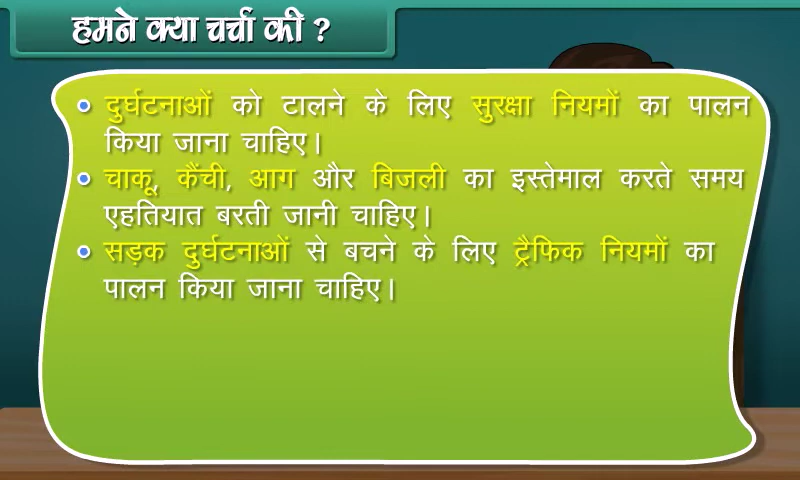 हमने क्या चर्चा की ?
दुर्घटनाओं को टालने के लिए सुरक्षा नियमों का पालन
किया जाना चाहिए।
चाकू, कैंची, आग और बिजली का इस्तेमाल करते समय
एहतियात बरती जानी चाहिए।
सड़क दुर्घटनाओं से बचने के लिए ट्रैफिक नियमों का
पालन किया जाना चाहिए।